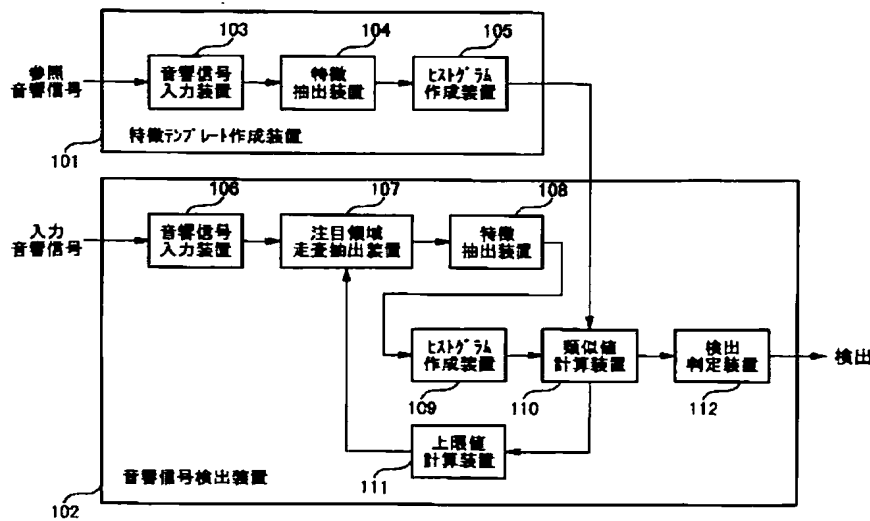 103
104
105
参照
音響信号
音響信号
入力装置
特徴
抽出装置
ヒストグラム
作成装置
特徴テンプレート作成装置
101
106
107
108
入力
音響信号
音響信号
入力装置
注目領域
走査抽出装置
特徴
抽出装置
ヒストグラム
作成装置
類似値
計算装置
検出
判定装置
検出
109
110
112
上限値
計算装置
111
音響信号検出装置
102